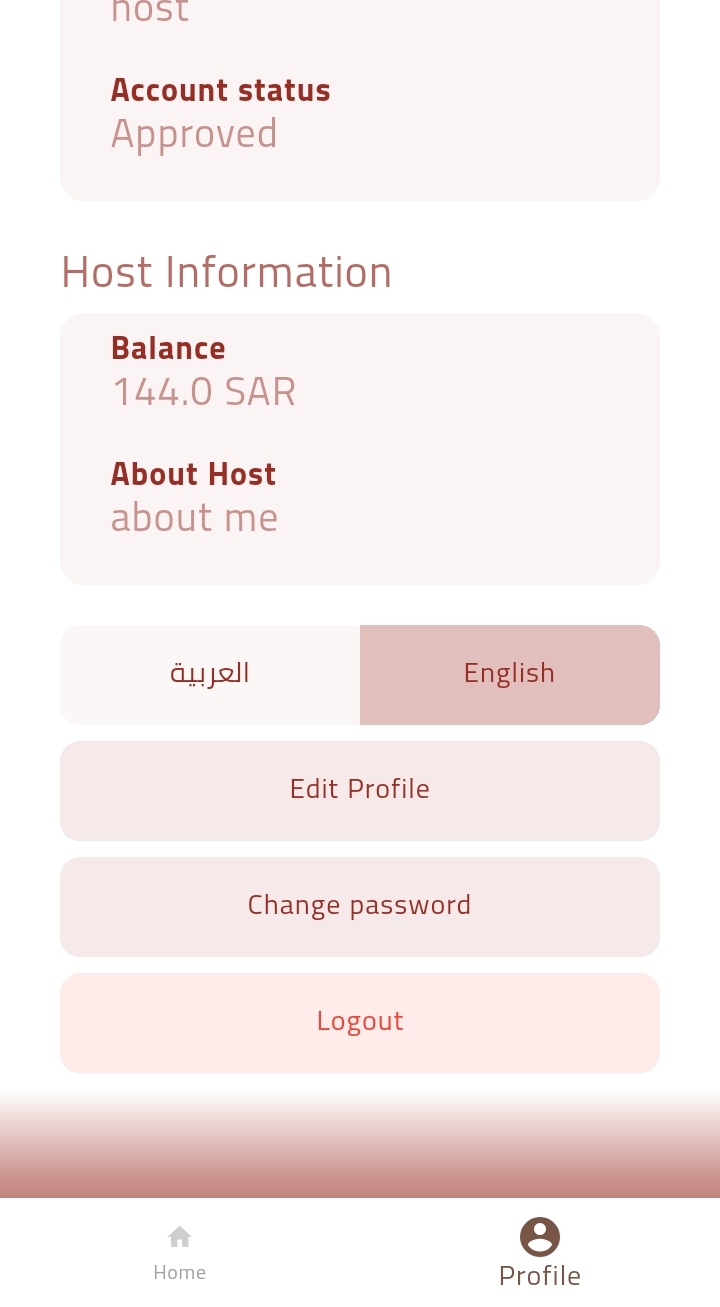 host
Account status
Approved
Host Information
Balance
144.0 SAR
About Host
about me
العربية
English
Edit Profile
Change password
Logout
Home
Profile